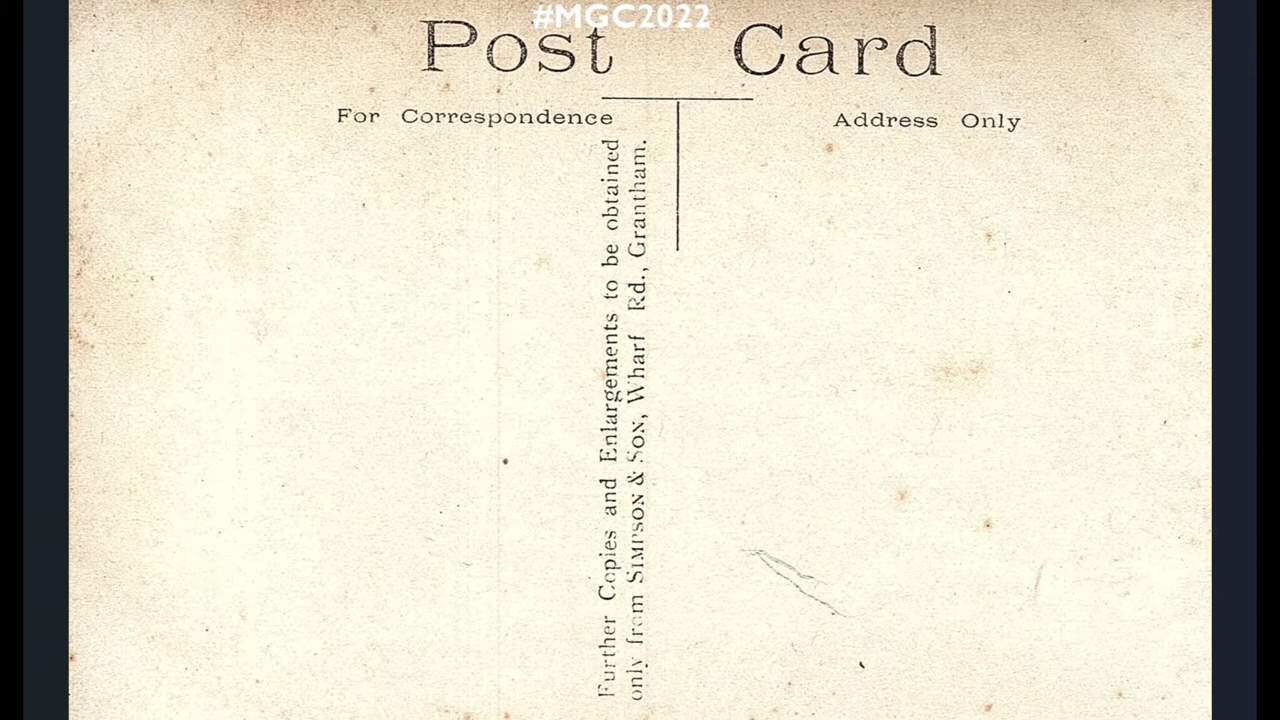 #MGC2022
Post Card
For Correspondence
Address Only
Further Copies and Enlargements to be obtained
only from SIMPSON & SON, Wharf Rd., Grantham.